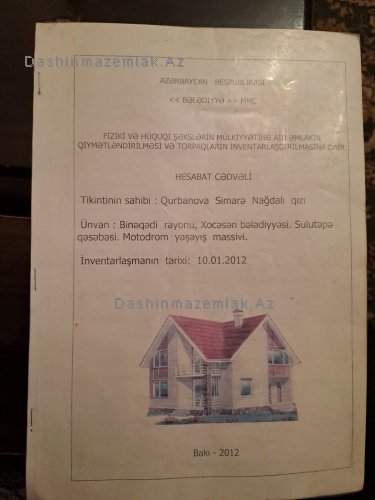 DashinmazemIak.Az
AZƏRBAYCAN RESPUBLİKASI
<< BƏLƏDİYYƏ >> MMC
FİZİKİ VƏ HÜQUQİ ŞƏXSLƏRİN MÜLKİYYƏTİNƏ AİD ƏMLAKIN
QİYMƏTLƏNDİRİLMƏSİ VƏ TORPAQLARIN İNVENTARLAŞDIRILMASINA DAİR
HESABAT CƏDVƏLİ
Tikintinin sahibi : Qurbanova Simarə Nağdalı qızı
Ünvan : Binəqədi rayonu, Xocəsən bələdiyyəsi. Sulutəpə
qəsəbəsi. Motodrom yaşayış massivi.
İnventarlaşmanın tarixi: 10.01.2012
Dashinmazemlak.Az
Bakı - 2012